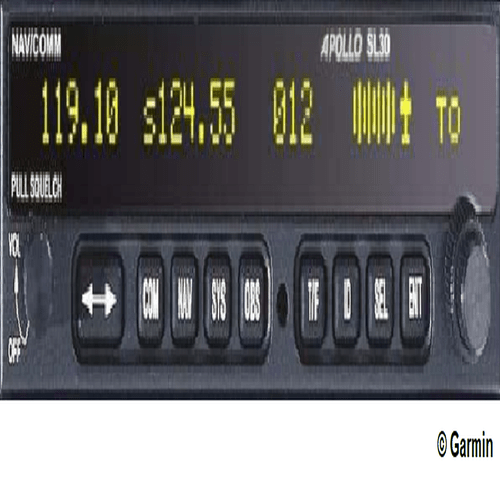 NAV/COMM APOLLO SL30
119.10 s124.55 012 TO
PULL SQUELCH
VOL
OFF
COM NAV SYS OBS T/F ID SEL ENT
© Garmin